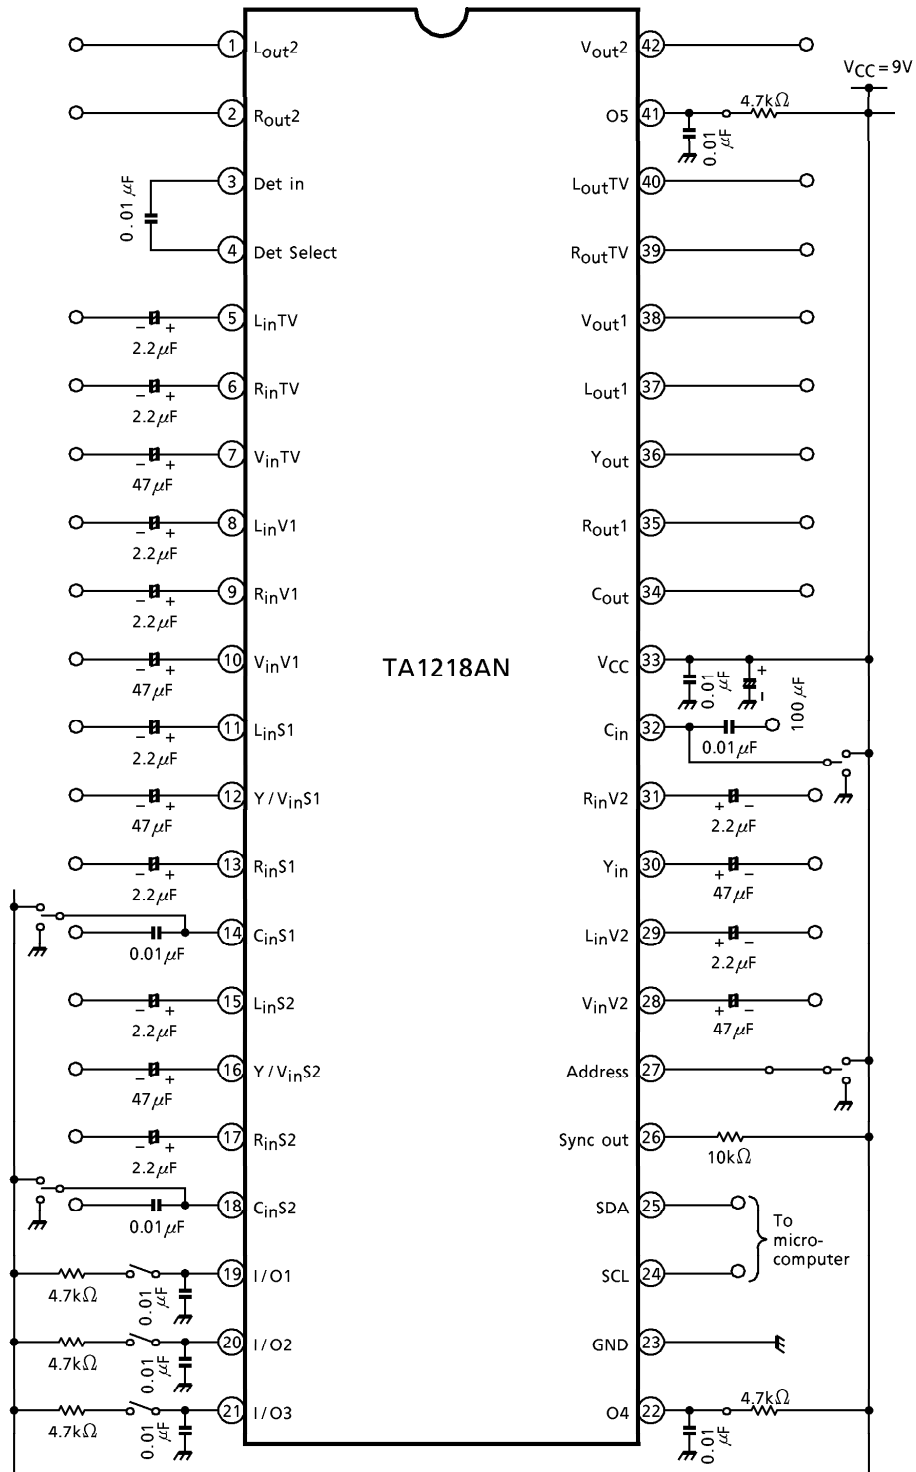 1 Lout2
2 Rout2
0.01 μF
3 Det in
4 Det Select
5 LinTV
− +
2.2μF
6 RinTV
− +
2.2μF
7 VinTV
− +
47μF
8 LinV1
− +
2.2μF
9 RinV1
− +
2.2μF
10 VinV1
− +
47μF
11 LinS1
− +
2.2μF
12 Y/VinS1
− +
47μF
13 RinS1
− +
2.2μF
14 CinS1
0.01μF
15 LinS2
− +
2.2μF
16 Y/VinS2
− +
47μF
17 RinS2
− +
2.2μF
18 CinS2
0.01μF
19 I/O1
4.7kΩ
0.01 μF
20 I/O2
4.7kΩ
0.01 μF
21 I/O3
4.7kΩ
0.01 μF
TA1218AN
Vout2 42
VCC=9V
O5 41
4.7kΩ
0.01 μF
LoutTV 40
RoutTV 39
Vout1 38
Lout1 37
Yout 36
Rout1 35
Cout 34
VCC 33
0.01 μF
+ −
100 μF
Cin 32
0.01μF
RinV2 31
+ −
2.2μF
Yin 30
+ −
47μF
LinV2 29
+ −
2.2μF
VinV2 28
+ −
47μF
Address 27
Sync out 26
10kΩ
SDA 25
To
micro-
computer
SCL 24
GND 23
O4 22
4.7kΩ
0.01 μF